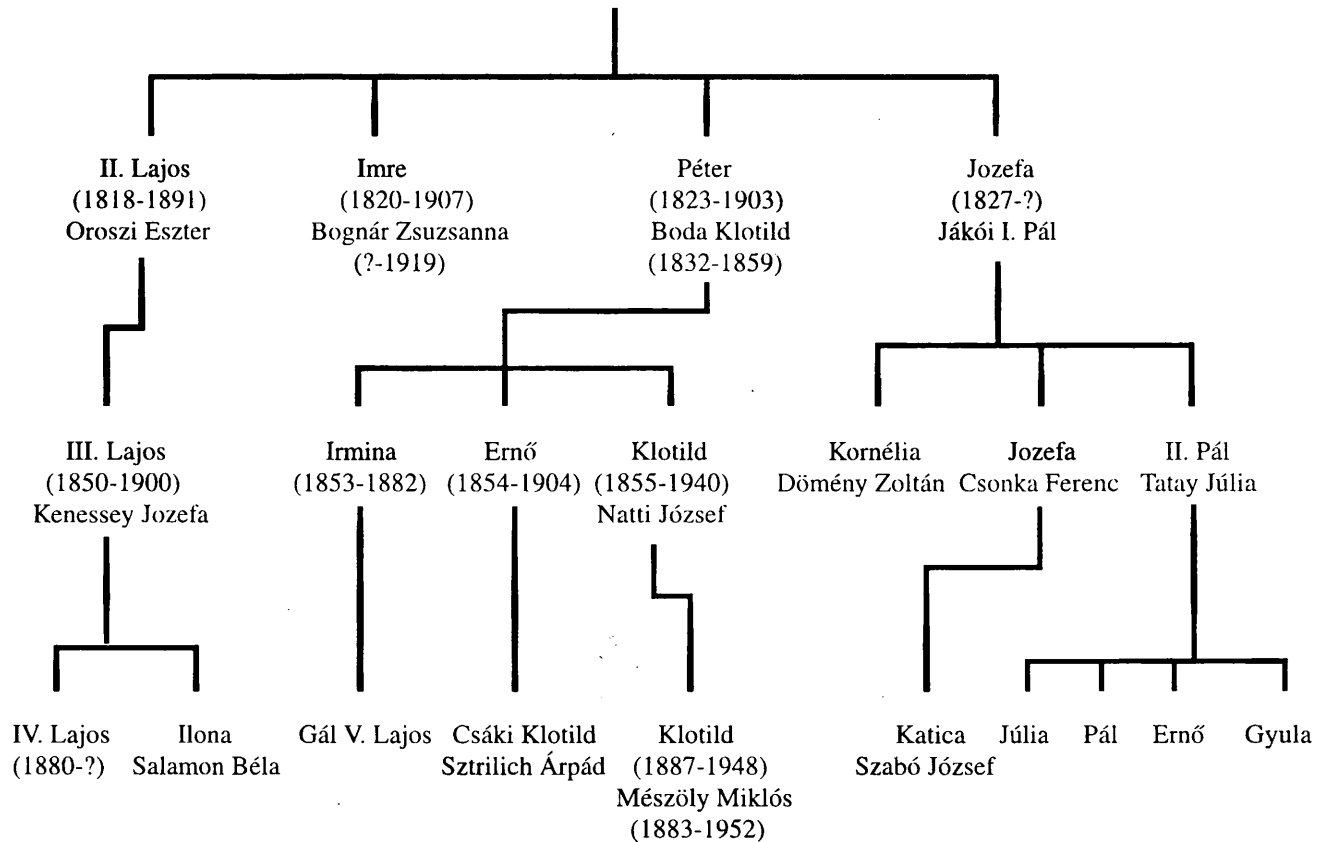 II. Lajos
(1818-1891)
Oroszi Eszter
Imre
(1820-1907)
Bognár Zsuzsanna
(?-1919)
Péter
(1823-1903)
Boda Klotild
(1832-1859)
Jozefa
(1827-?)
Jákói I. Pál
III. Lajos
(1850-1900)
Kenessey Jozefa
Irmina
(1853-1882)
Ernő
(1854-1904)
Klotild
(1855-1940)
Natti József
Kornélia
Dömény Zoltán
Jozefa
Csonka Ferenc
II. Pál
Tatay Júlia
IV. Lajos
(1880-?)
Ilona
Salamon Béla
Gál V. Lajos
Csáki Klotild
Sztrilich Árpád
Klotild
(1887-1948)
Mészöly Miklós
(1883-1952)
Katica
Szabó József
Júlia
Pál
Ernő
Gyula